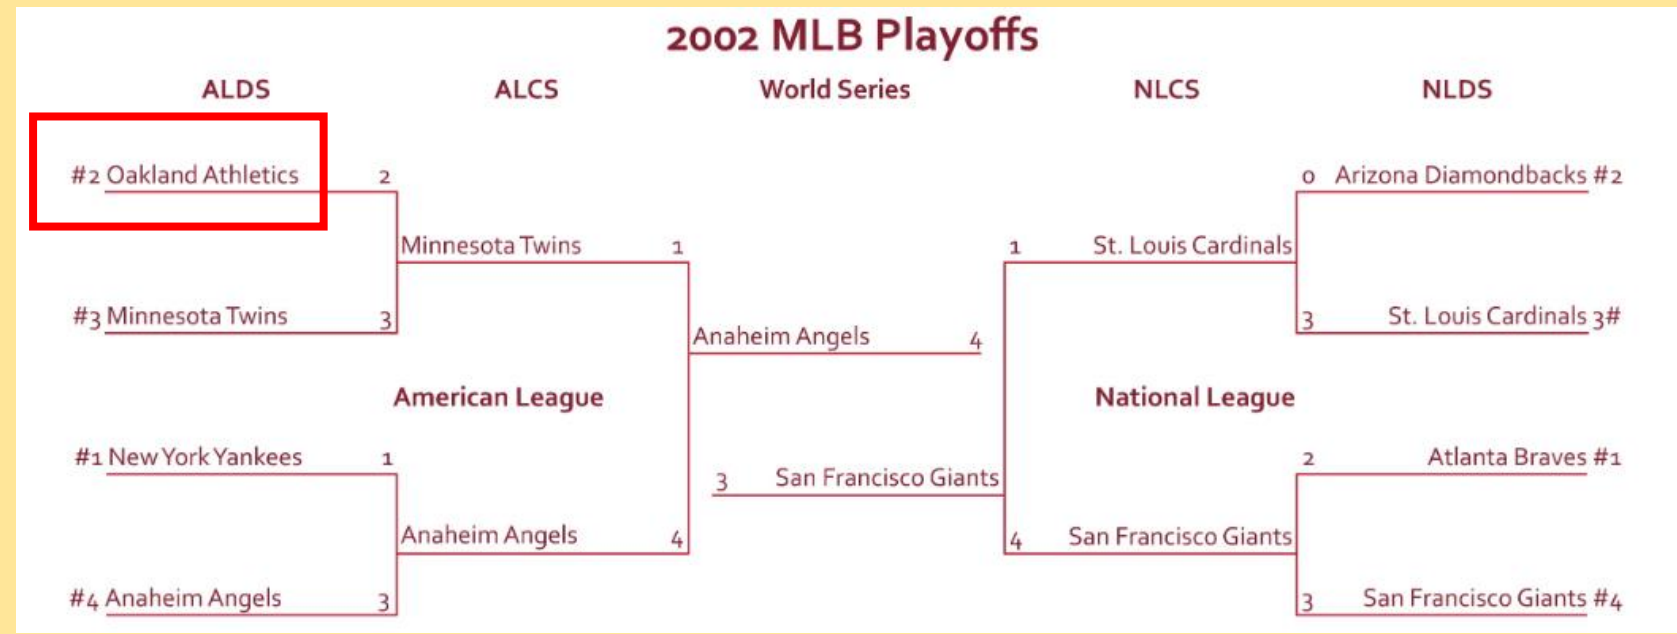 2002 MLB Playoffs
ALDS ALCS World Series NLCS NLDS
#2 Oakland Athletics 2 0 Arizona Diamondbacks #2
Minnesota Twins 1 1 St. Louis Cardinals
#3 Minnesota Twins 3 3 St. Louis Cardinals 3#
Anaheim Angels 4
American League National League
#1 New York Yankees 1 2 Atlanta Braves #1
3 San Francisco Giants
Anaheim Angels 4 4 San Francisco Giants
#4 Anaheim Angels 3 3 San Francisco Giants #4